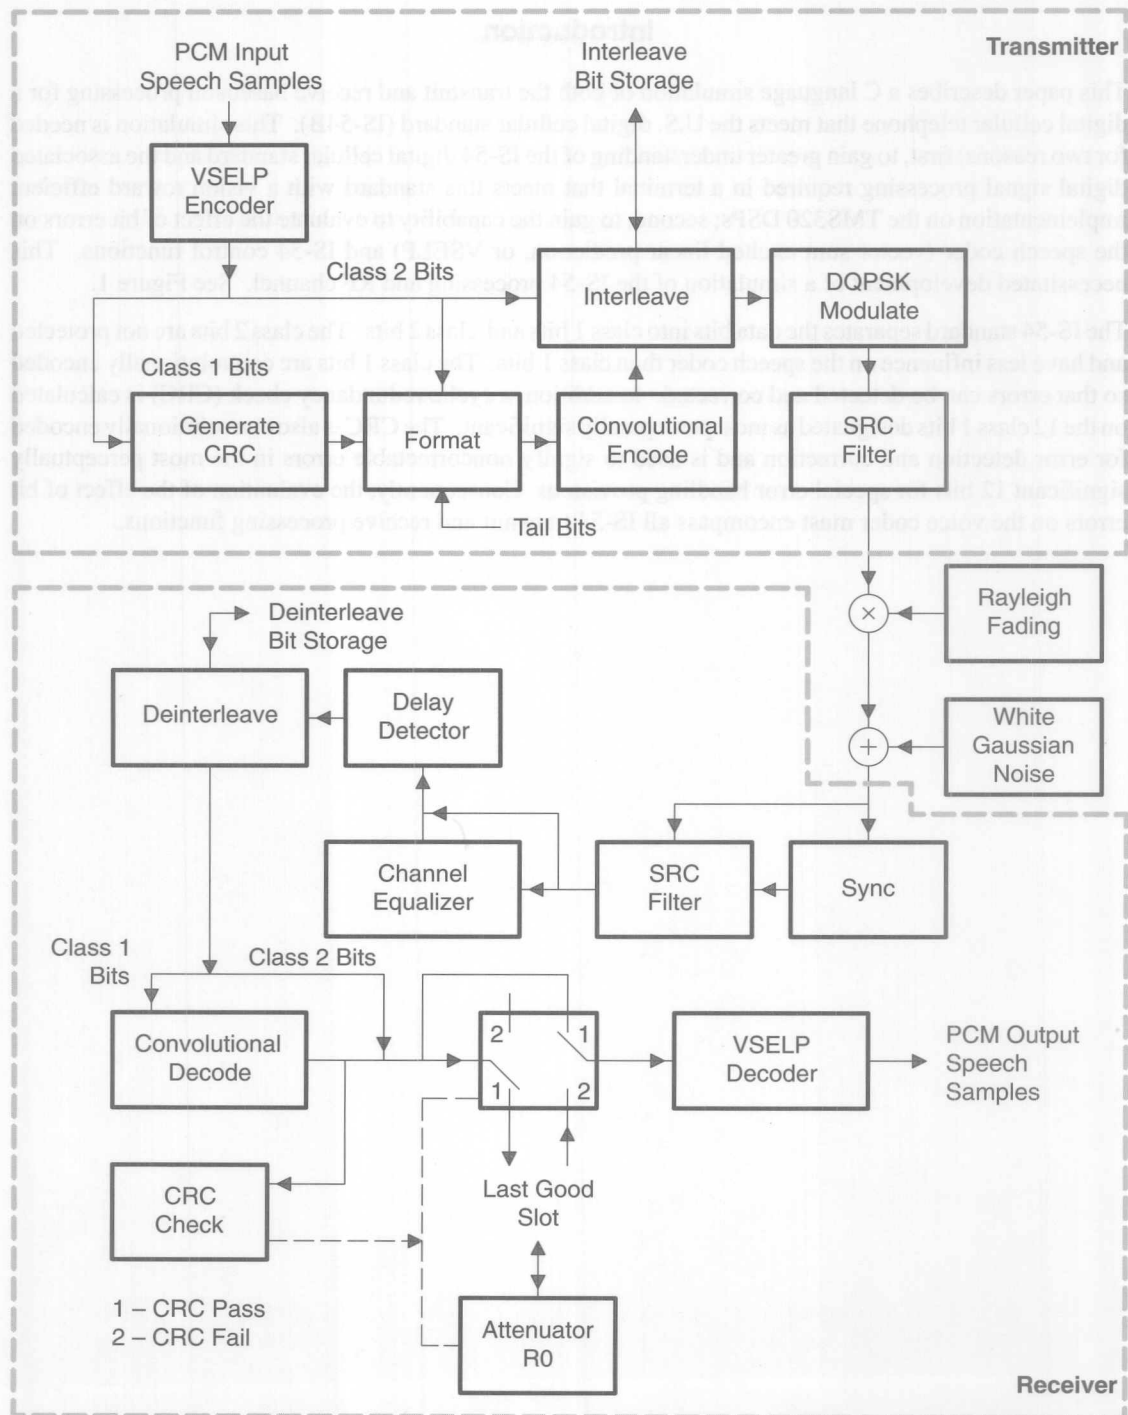 Transmitter
PCM Input
Speech Samples
Interleave
Bit Storage
VSELP
Encoder
Class 2 Bits
Interleave
DQPSK
Modulate
Class 1 Bits
Generate
CRC
Format
Convolutional
Encode
SRC
Filter
Tail Bits
Rayleigh
Fading
×
White
Gaussian
Noise
+
Deinterleave
Bit Storage
Deinterleave
Delay
Detector
Channel
Equalizer
SRC
Filter
Sync
Class 1
Bits
Class 2 Bits
Convolutional
Decode
2
1
1
2
VSELP
Decoder
PCM Output
Speech
Samples
CRC
Check
Last Good
Slot
1 – CRC Pass
2 – CRC Fail
Attenuator
R0
Receiver